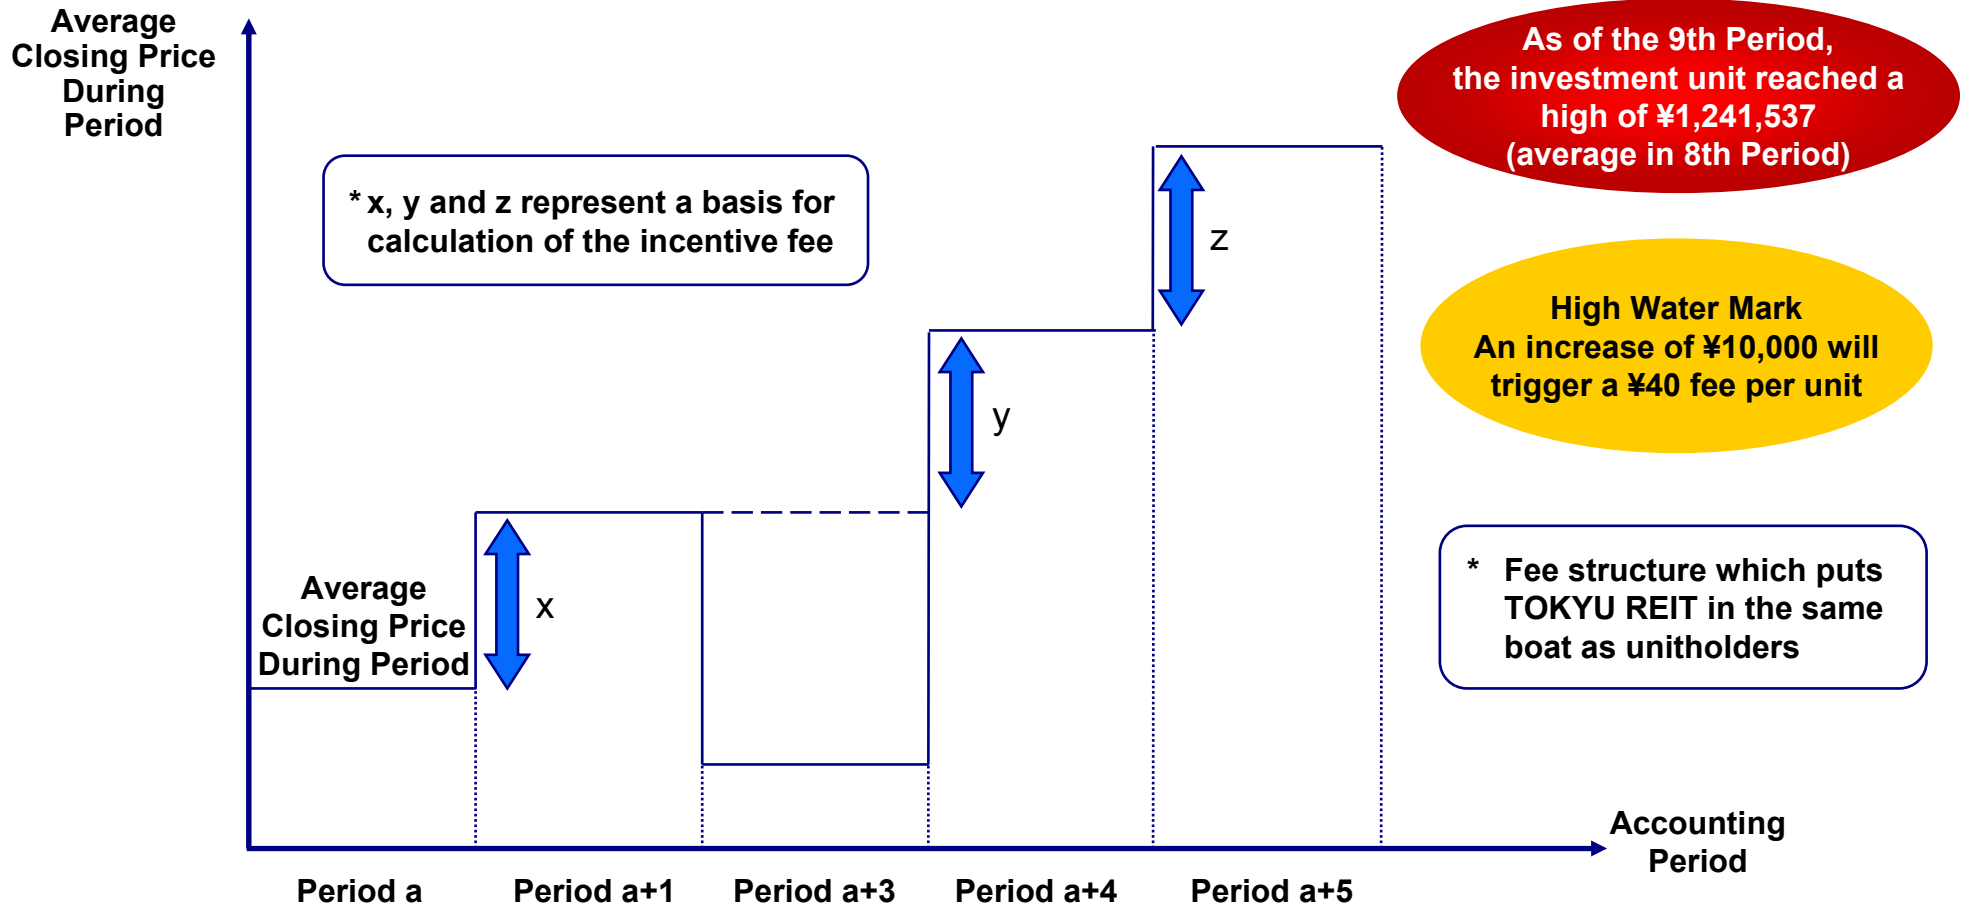 Average
Closing Price
During
Period
* x, y and z represent a basis for
calculation of the incentive fee
As of the 9th Period,
the investment unit reached a
high of ¥1,241,537
(average in 8th Period)
z
High Water Mark
An increase of ¥10,000 will
trigger a ¥40 fee per unit
y
Average
Closing Price
During Period
x
* Fee structure which puts
TOKYU REIT in the same
boat as unitholders
Accounting
Period
Period a
Period a+1
Period a+3
Period a+4
Period a+5